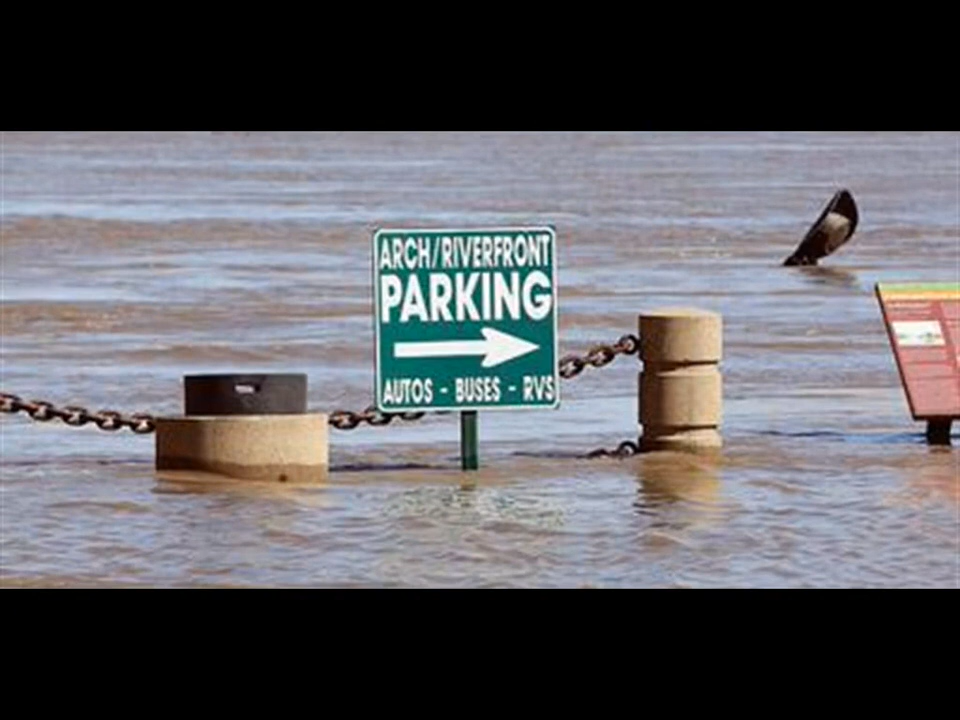 ARCH/RIVERFRONT
PARKING
AUTOS - BUSES - RVS